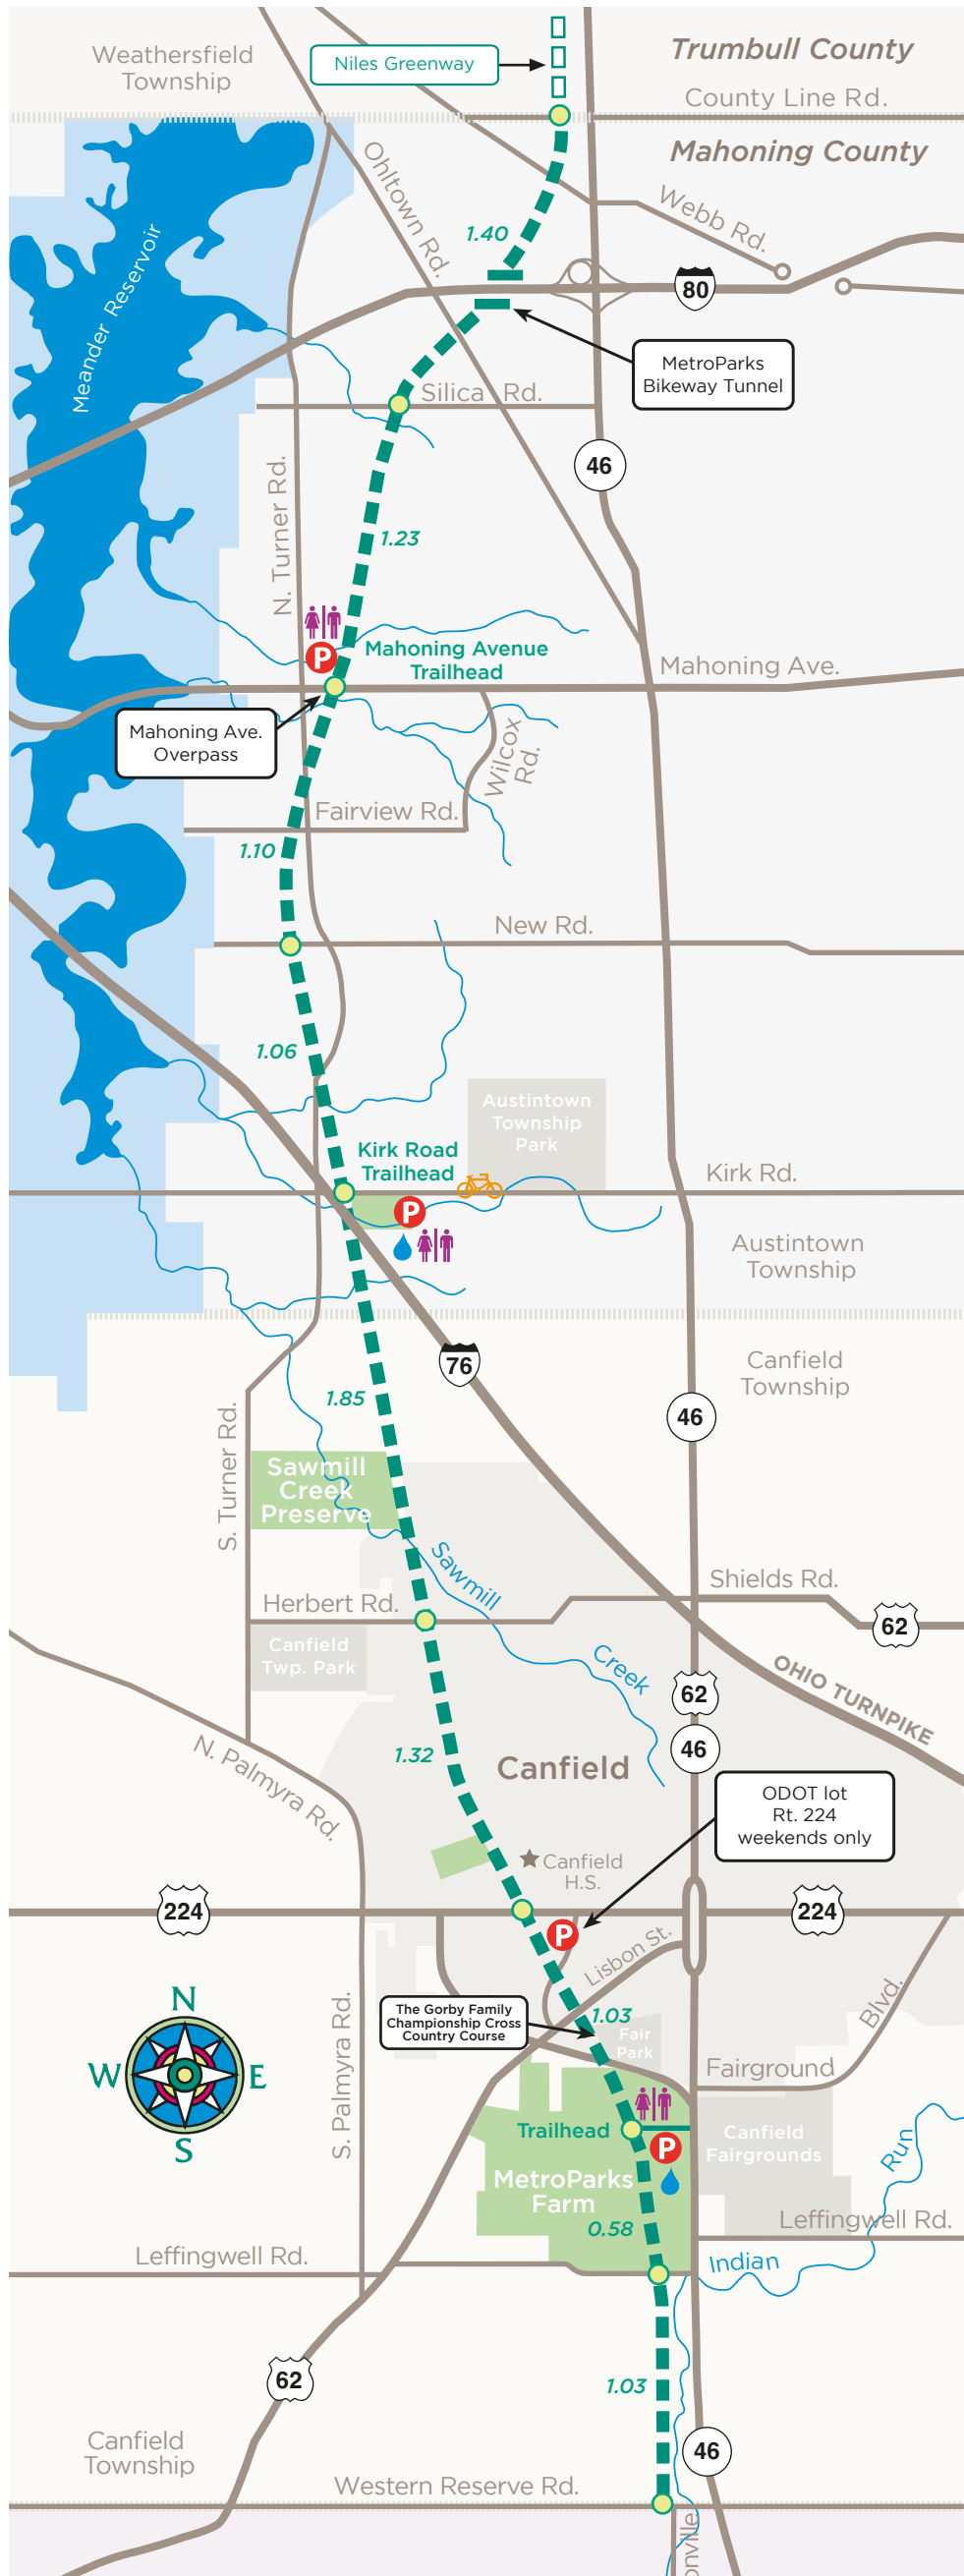 Weathersfield
Township
Niles Greenway
Trumbull County
County Line Rd.
Mahoning County
Ohltown Rd.
Webb Rd.
1.40
Meander Reservoir
80
MetroParks
Bikeway Tunnel
Silica Rd.
46
N. Turner Rd.
1.23
P
Mahoning Avenue
Trailhead
Mahoning Ave.
Mahoning Ave.
Overpass
Wilcox
Rd.
Fairview Rd.
1.10
New Rd.
1.06
Austintown
Township
Park
Kirk Road
Trailhead
Kirk Rd.
P
Austintown
Township
76
Canfield
Township
1.85
46
S. Turner Rd.
Sawmill
Creek
Preserve
Sawmill
Creek
Shields Rd.
Herbert Rd.
62
Canfield
Twp. Park
OHIO TURNPIKE
62
46
N. Palmyra Rd.
1.32
Canfield
ODOT lot
Rt. 224
weekends only
Canfield
H.S.
224
224
P
Lisbon St.
N
W
E
S
S. Palmyra Rd.
The Gorby Family
Championship Cross
Country Course
1.03
Fair
Park
Fairground
Blvd.
Trailhead
P
Canfield
Fairgrounds
MetroParks
Farm
0.58
Indian
Run
Leffingwell Rd.
Leffingwell Rd.
62
1.03
46
Canfield
Township
Western Reserve Rd.
onville